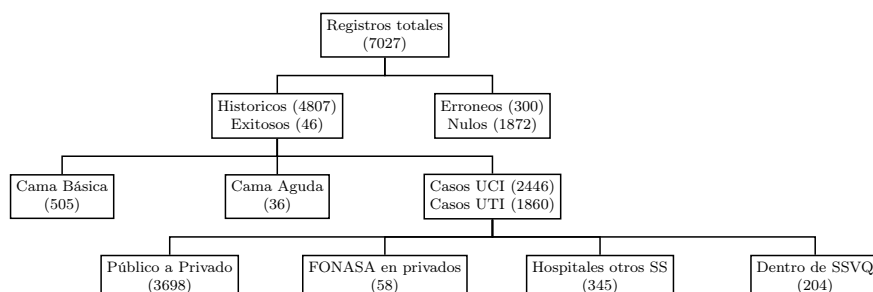 Registros totales
(7027)
Historicos (4807)
Exitosos (46)
Erroneos (300)
Nulos (1872)
Cama Básica
(505)
Cama Aguda
(36)
Casos UCI (2446)
Casos UTI (1860)
Público a Privado
(3698)
FONASA en privados
(58)
Hospitales otros SS
(345)
Dentro de SSVQ
(204)